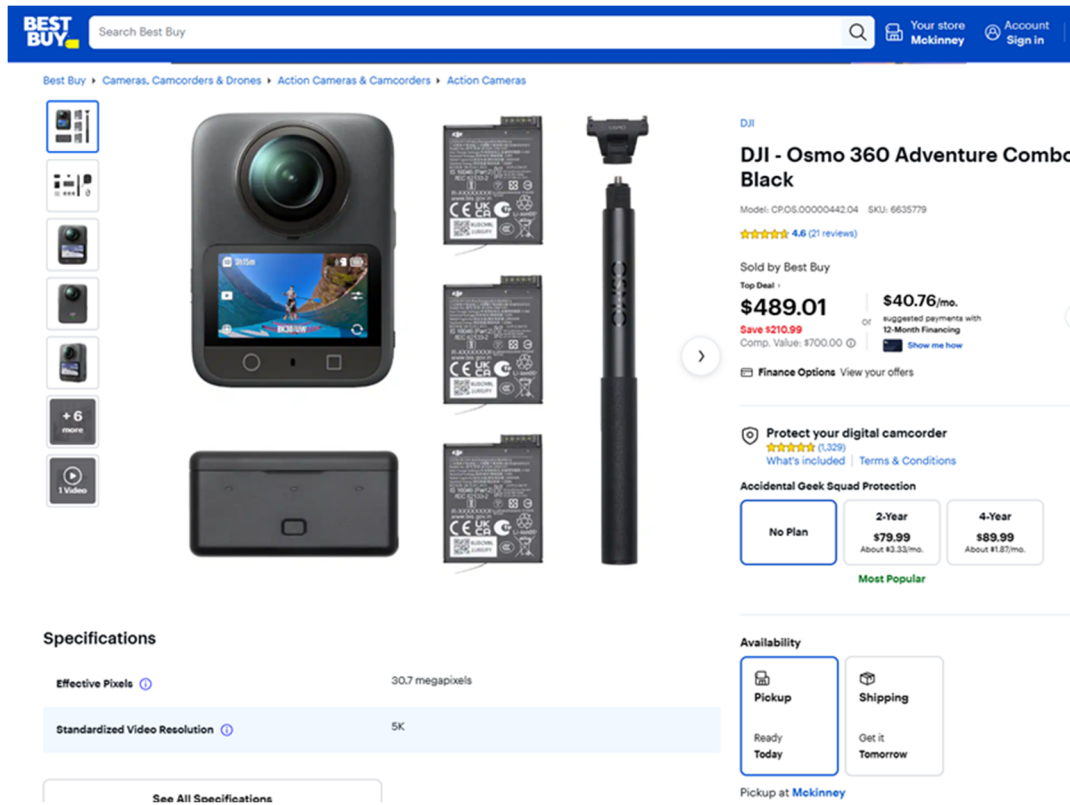 BEST
BUY
Search Best Buy
Your store
Mckinney
Account
Sign in
Best Buy
Cameras, Camcorders & Drones
Action Cameras & Camcorders
Action Cameras
+ 6
more
1 Video
3h15m
8K30
OSMO
DJI
DJI - Osmo 360 Adventure Combo
Black
Model: CP.OS.00000442.04 SKU: 6635779
4.6 (21 reviews)
Sold by Best Buy
Top Deal
$489.01
Save $210.99
Comp. Value: $700.00
or
$40.76/mo.
suggested payments with
12-Month Financing
Show me how
Finance Options View your offers
Protect your digital camcorder
(1,329)
What's included
Terms & Conditions
Accidental Geek Squad Protection
No Plan
2-Year
$79.99
About $3.33/mo.
4-Year
$89.99
About $1.87/mo.
Most Popular
Specifications
Effective Pixels
30.7 megapixels
Standardized Video Resolution
5K
See All Specifications
Availability
Pickup
Ready
Today
Shipping
Get it
Tomorrow
Pickup at Mckinney